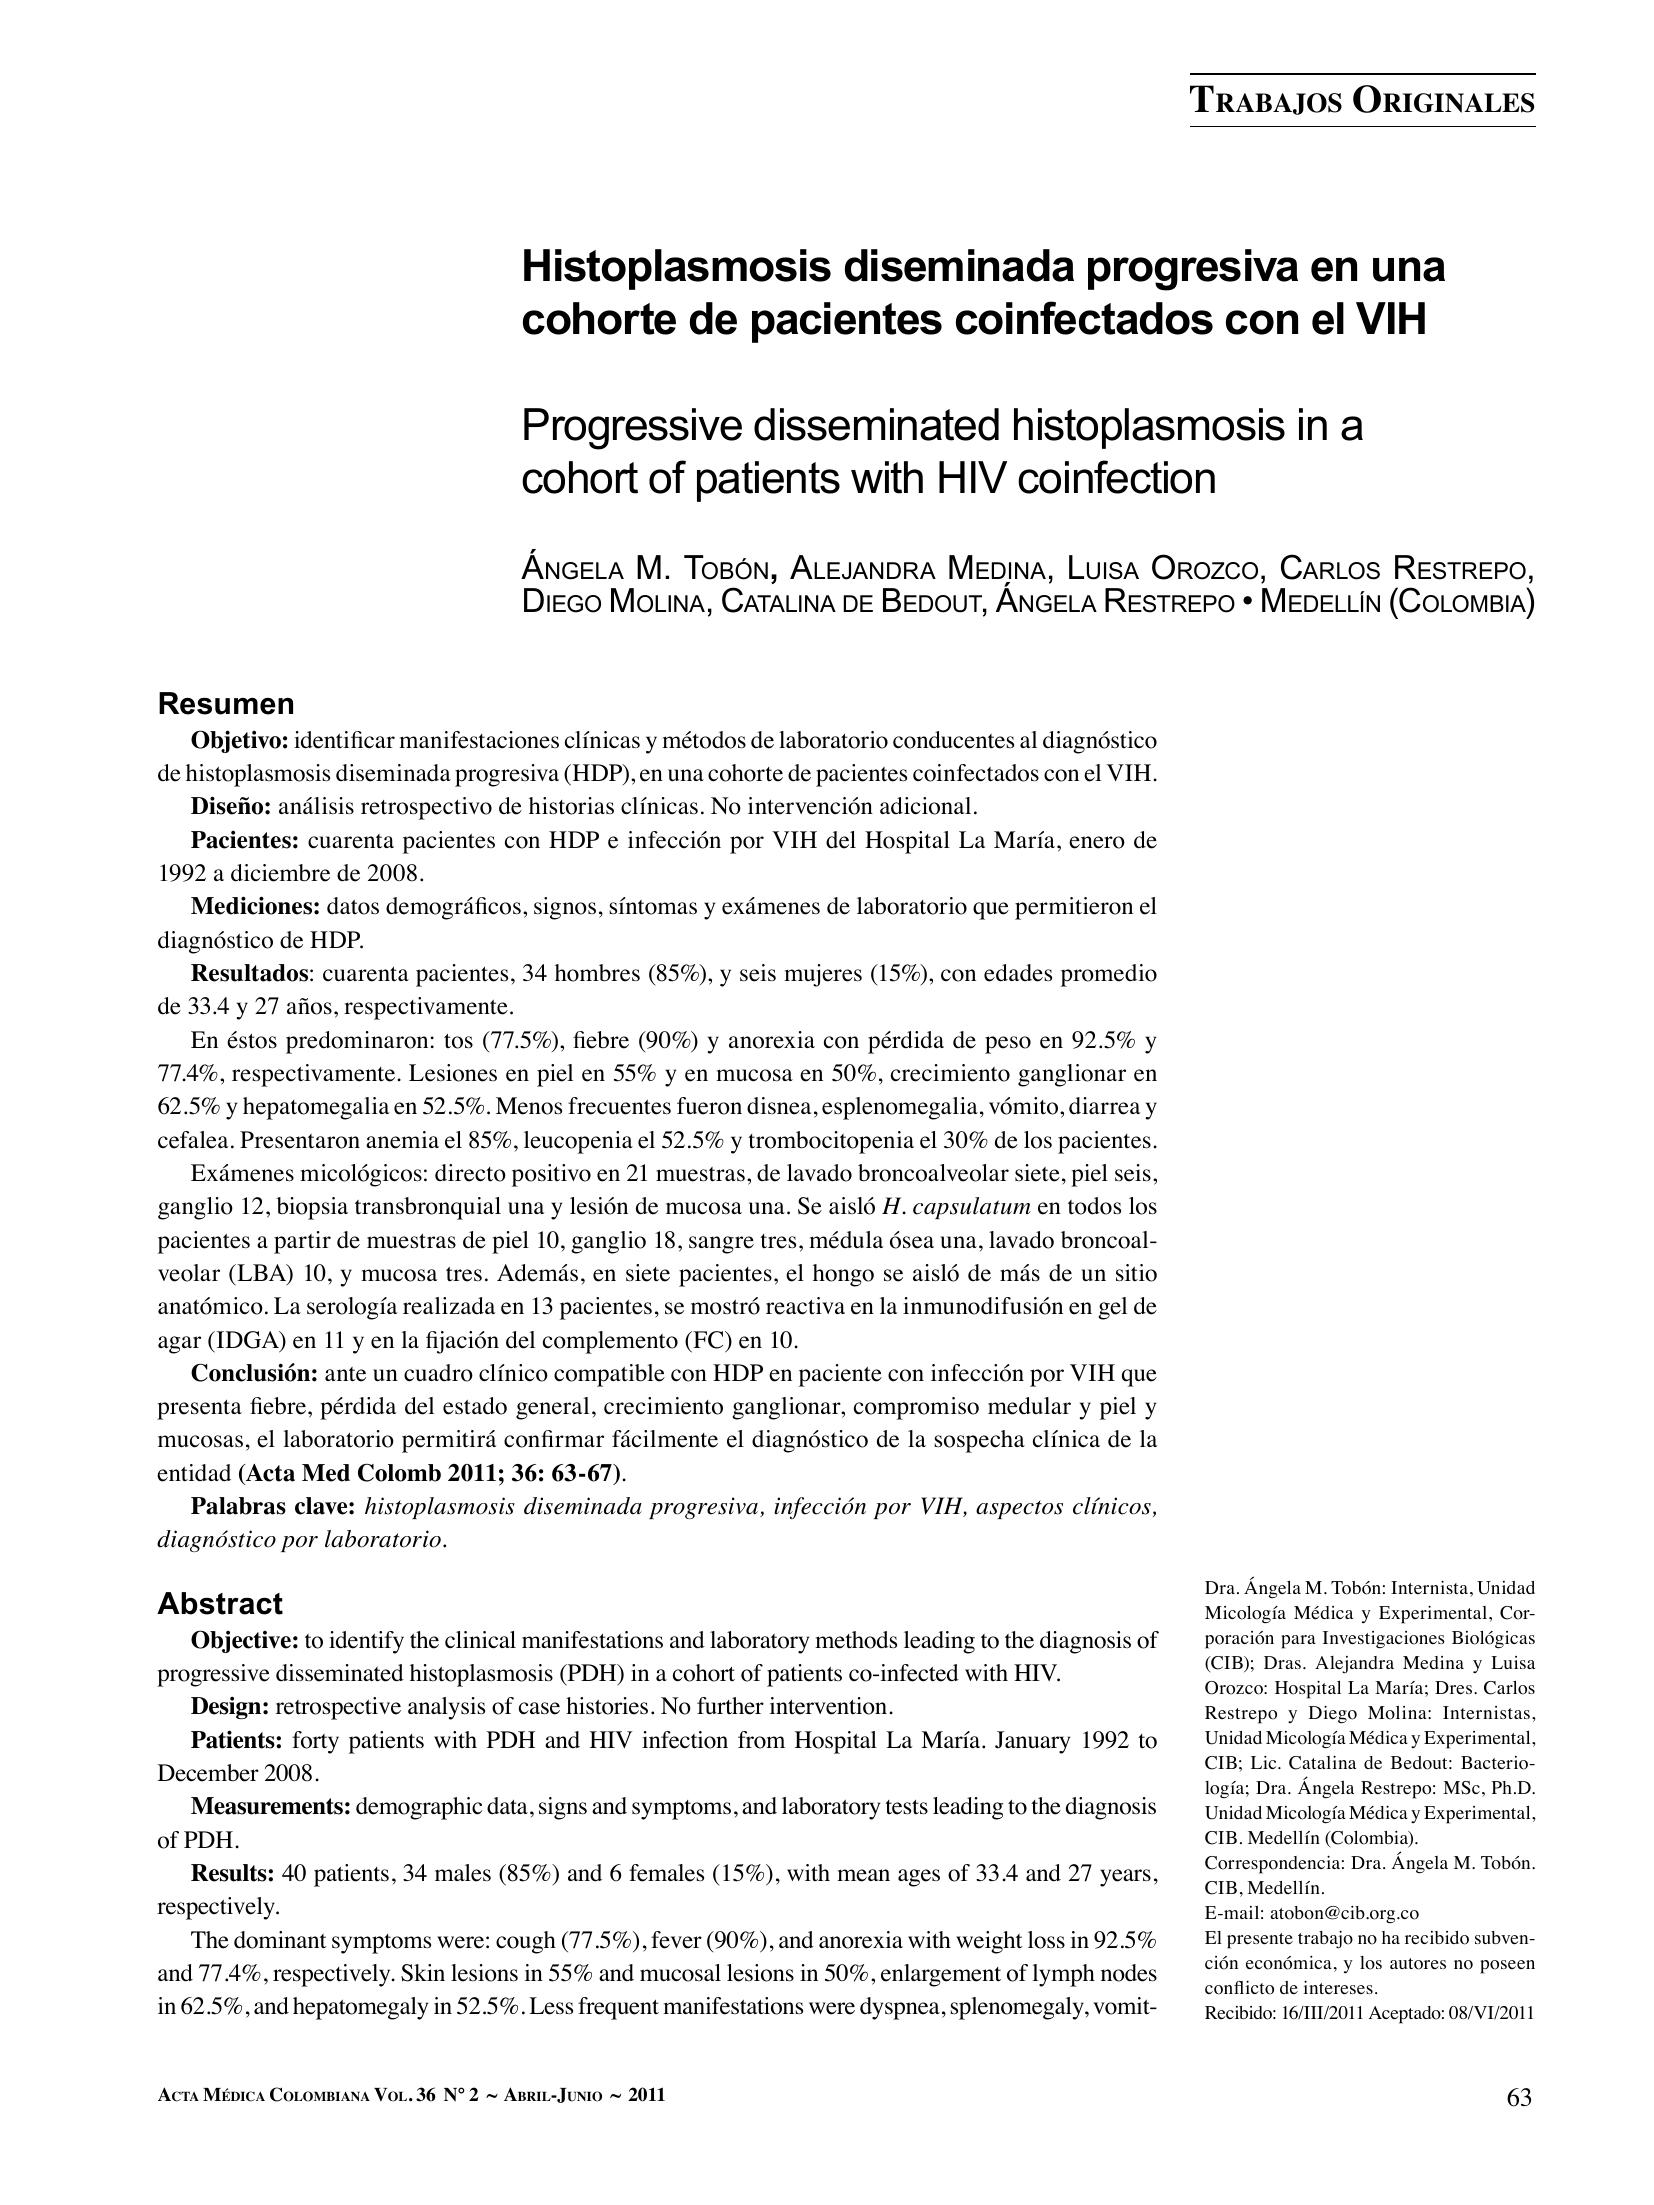 Trabajos Originales
Histoplasmosis diseminada progresiva en una
cohorte de pacientes coinfectados con el VIH
Progressive disseminated histoplasmosis in a
cohort of patients with HIV coinfection
Ángela M. Tobón, Alejandra Medina, Luisa Orozco, Carlos Restrepo,
Diego Molina, Catalina de Bedout, Ángela Restrepo • Medellín (Colombia)
Resumen
Objetivo: identificar manifestaciones clínicas y métodos de laboratorio conducentes al diagnóstico
de histoplasmosis diseminada progresiva (HDP), en una cohorte de pacientes coinfectados con el VIH.
Diseño: análisis retrospectivo de historias clínicas. No intervención adicional.
Pacientes: cuarenta pacientes con HDP e infección por VIH del Hospital La María, enero de
1992 a diciembre de 2008.
Mediciones: datos demográficos, signos, síntomas y exámenes de laboratorio que permitieron el
diagnóstico de HDP.
Resultados: cuarenta pacientes, 34 hombres (85%), y seis mujeres (15%), con edades promedio
de 33.4 y 27 años, respectivamente.
En éstos predominaron: tos (77.5%), fiebre (90%) y anorexia con pérdida de peso en 92.5% y
77.4%, respectivamente. Lesiones en piel en 55% y en mucosa en 50%, crecimiento ganglionar en
62.5% y hepatomegalia en 52.5%. Menos frecuentes fueron disnea, esplenomegalia, vómito, diarrea y
cefalea. Presentaron anemia el 85%, leucopenia el 52.5% y trombocitopenia el 30% de los pacientes.
Exámenes micológicos: directo positivo en 21 muestras, de lavado broncoalveolar siete, piel seis,
ganglio 12, biopsia transbronquial una y lesión de mucosa una. Se aisló H. capsulatum en todos los
pacientes a partir de muestras de piel 10, ganglio 18, sangre tres, médula ósea una, lavado broncoal-
veolar (LBA) 10, y mucosa tres. Además, en siete pacientes, el hongo se aisló de más de un sitio
anatómico. La serología realizada en 13 pacientes, se mostró reactiva en la inmunodifusión en gel de
agar (IDGA) en 11 y en la fijación del complemento (FC) en 10.
Conclusión: ante un cuadro clínico compatible con HDP en paciente con infección por VIH que
presenta fiebre, pérdida del estado general, crecimiento ganglionar, compromiso medular y piel y
mucosas, el laboratorio permitirá confirmar fácilmente el diagnóstico de la sospecha clínica de la
entidad (Acta Med Colomb 2011; 36: 63-67).
Palabras clave: histoplasmosis diseminada progresiva, infección por VIH, aspectos clínicos,
diagnóstico por laboratorio.
Abstract
Objective: to identify the clinical manifestations and laboratory methods leading to the diagnosis of
progressive disseminated histoplasmosis (PDH) in a cohort of patients co-infected with HIV.
Design: retrospective analysis of case histories. No further intervention.
Patients: forty patients with PDH and HIV infection from Hospital La María. January 1992 to
December 2008.
Measurements: demographic data, signs and symptoms, and laboratory tests leading to the diagnosis
of PDH.
Results: 40 patients, 34 males (85%) and 6 females (15%), with mean ages of 33.4 and 27 years,
respectively.
The dominant symptoms were: cough (77.5%), fever (90%), and anorexia with weight loss in 92.5%
and 77.4%, respectively. Skin lesions in 55% and mucosal lesions in 50%, enlargement of lymph nodes
in 62.5%, and hepatomegaly in 52.5%. Less frequent manifestations were dyspnea, splenomegaly, vomit-
Dra. Ángela M. Tobón: Internista, Unidad
Micología Médica y Experimental, Cor-
poración para Investigaciones Biológicas
(CIB); Dras. Alejandra Medina y Luisa
Orozco: Hospital La María; Dres. Carlos
Restrepo y Diego Molina: Internistas,
Unidad Micología Médica y Experimental,
CIB; Lic. Catalina de Bedout: Bacterio-
logía; Dra. Ángela Restrepo: MSc, Ph.D.
Unidad Micología Médica y Experimental,
CIB. Medellín (Colombia).
Correspondencia: Dra. Ángela M. Tobón.
CIB, Medellín.
E-mail: atobon@cib.org.co
El presente trabajo no ha recibido subven-
ción económica, y los autores no poseen
conflicto de intereses.
Recibido: 16/III/2011 Aceptado: 08/VI/2011
Acta Médica Colombiana Vol. 36 N° 2 ~ Abril-Junio ~ 2011
63